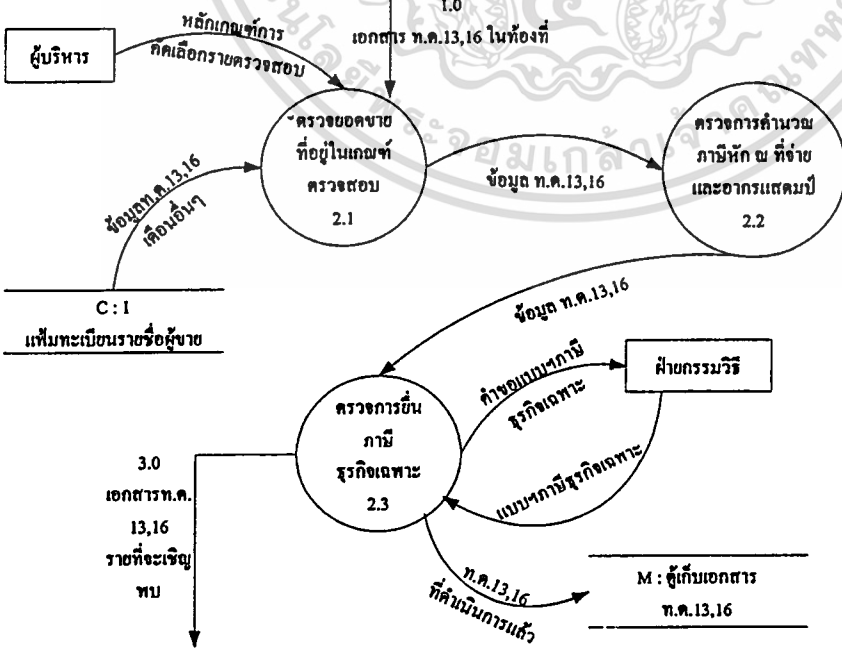 1.0
เอกสาร ท.ค.13,16 ในท้องที่
ผู้บริหาร
หลักเกณฑ์การ
คัดเลือกรายตรวจสอบ
ตรวจยอดขาย
ที่อยู่ในเกณฑ์
ตรวจสอบ
2.1
ข้อมูล ท.ค.13,16
ตรวจการคำนวณ
ภาษีหัก ณ ที่จ่าย
และอากรแสตมป์
2.2
ข้อมูลท.ค.13,16
เดือนอื่นๆ
C : I
แฟ้มทะเบียนรายชื่อผู้ขาย
ข้อมูล ท.ค.13,16
ตรวจการยื่น
ภาษี
ธุรกิจเฉพาะ
2.3
คำขอแบบฯภาษี
ธุรกิจเฉพาะ
ฝ่ายกรรมวิธี
แบบฯภาษีธุรกิจเฉพาะ
3.0
เอกสารท.ค.
13,16
รายที่จะเชิญ
พบ
ท.ค.13,16
ที่ดำเนินการแล้ว
M : ตู้เก็บเอกสาร
ท.ค.13,16